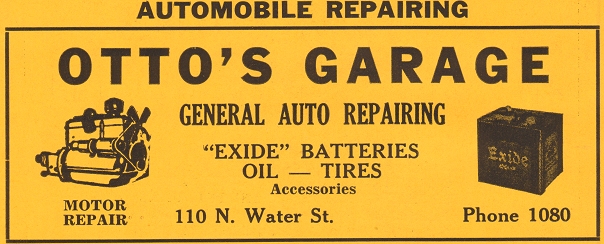 AUTOMOBILE REPAIRING
OTTO'S GARAGE
GENERAL AUTO REPAIRING
"EXIDE" BATTERIES
OIL — TIRES
Accessories
Exide
MOTOR
REPAIR
110 N. Water St.
Phone 1080